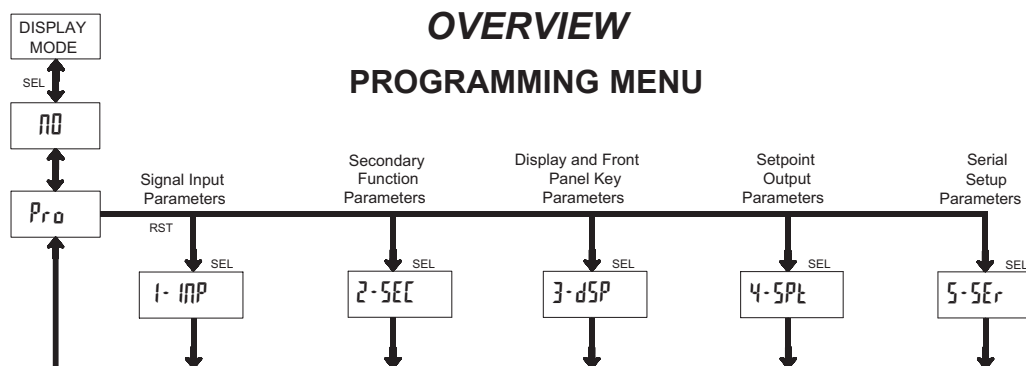 OVERVIEW
PROGRAMMING MENU
DISPLAY
MODE
SEL
NO
Pro
RST
Signal Input
Parameters
SEL
1-INP
Secondary
Function
Parameters
SEL
2-SEC
Display and Front
Panel Key
Parameters
SEL
3-dSP
Setpoint
Output
Parameters
SEL
4-SPt
Serial
Setup
Parameters
SEL
5-SEr